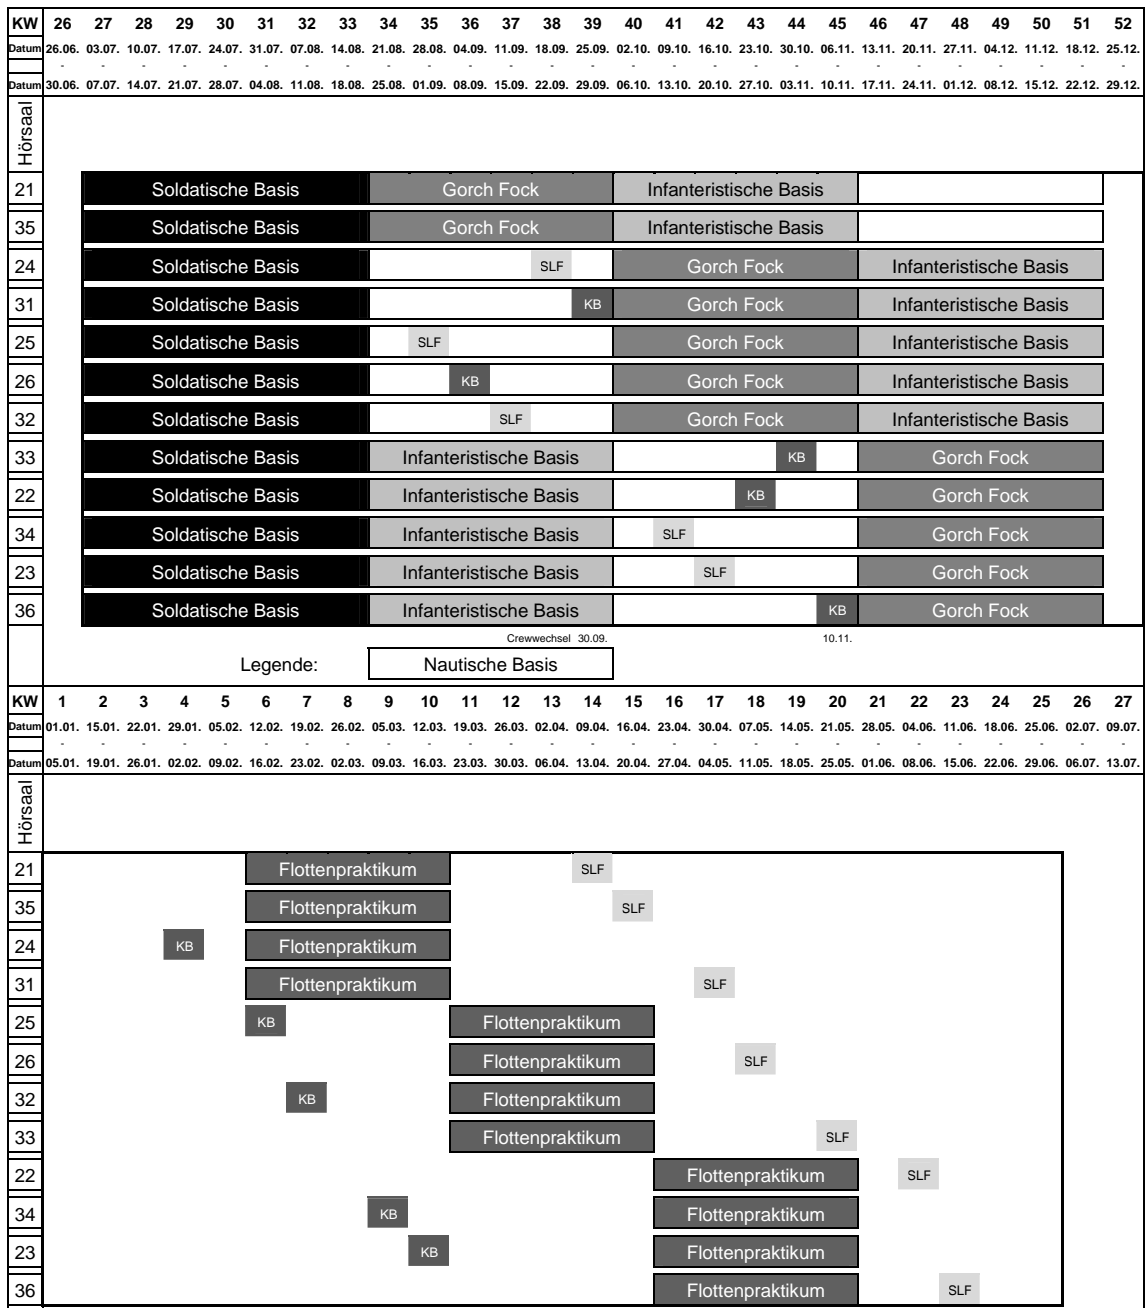 KW 26 27 28 29 30 31 32 33 34 35 36 37 38 39 40 41 42 43 44 45 46 47 48 49 50 51 52
Datum 26.06. 03.07. 10.07. 17.07. 24.07. 31.07. 07.08. 14.08. 21.08. 28.08. 04.09. 11.09. 18.09. 25.09. 02.10. 09.10. 16.10. 23.10. 30.10. 06.11. 13.11. 20.11. 27.11. 04.12. 11.12. 18.12. 25.12.
- - - - - - - - - - - - - - - - - - - - - - - - - - -
Datum 30.06. 07.07. 14.07. 21.07. 28.07. 04.08. 11.08. 18.08. 25.08. 01.09. 08.09. 15.09. 22.09. 29.09. 06.10. 13.10. 20.10. 27.10. 03.11. 10.11. 17.11. 24.11. 01.12. 08.12. 15.12. 22.12. 29.12.
Hörsaal
21 Soldatische Basis Gorch Fock Infanteristische Basis
35 Soldatische Basis Gorch Fock Infanteristische Basis
24 Soldatische Basis SLF Gorch Fock Infanteristische Basis
31 Soldatische Basis KB Gorch Fock Infanteristische Basis
25 Soldatische Basis SLF Gorch Fock Infanteristische Basis
26 Soldatische Basis KB Gorch Fock Infanteristische Basis
32 Soldatische Basis SLF Gorch Fock Infanteristische Basis
33 Soldatische Basis Infanteristische Basis KB Gorch Fock
22 Soldatische Basis Infanteristische Basis KB Gorch Fock
34 Soldatische Basis Infanteristische Basis SLF Gorch Fock
23 Soldatische Basis Infanteristische Basis SLF Gorch Fock
36 Soldatische Basis Infanteristische Basis KB Gorch Fock
Crewwechsel 30.09. 10.11.
Legende: Nautische Basis
KW 1 2 3 4 5 6 7 8 9 10 11 12 13 14 15 16 17 18 19 20 21 22 23 24 25 26 27
Datum 01.01. 15.01. 22.01. 29.01. 05.02. 12.02. 19.02. 26.02. 05.03. 12.03. 19.03. 26.03. 02.04. 09.04. 16.04. 23.04. 30.04. 07.05. 14.05. 21.05. 28.05. 04.06. 11.06. 18.06. 25.06. 02.07. 09.07.
- - - - - - - - - - - - - - - - - - - - - - - - - - -
Datum 05.01. 19.01. 26.01. 02.02. 09.02. 16.02. 23.02. 02.03. 09.03. 16.03. 23.03. 30.03. 06.04. 13.04. 20.04. 27.04. 04.05. 11.05. 18.05. 25.05. 01.06. 08.06. 15.06. 22.06. 29.06. 06.07. 13.07.
Hörsaal
21 Flottenpraktikum SLF
35 Flottenpraktikum SLF
24 KB Flottenpraktikum
31 Flottenpraktikum SLF
25 KB Flottenpraktikum
26 Flottenpraktikum SLF
32 KB Flottenpraktikum
33 Flottenpraktikum SLF
22 Flottenpraktikum SLF
34 KB Flottenpraktikum
23 KB Flottenpraktikum
36 Flottenpraktikum SLF